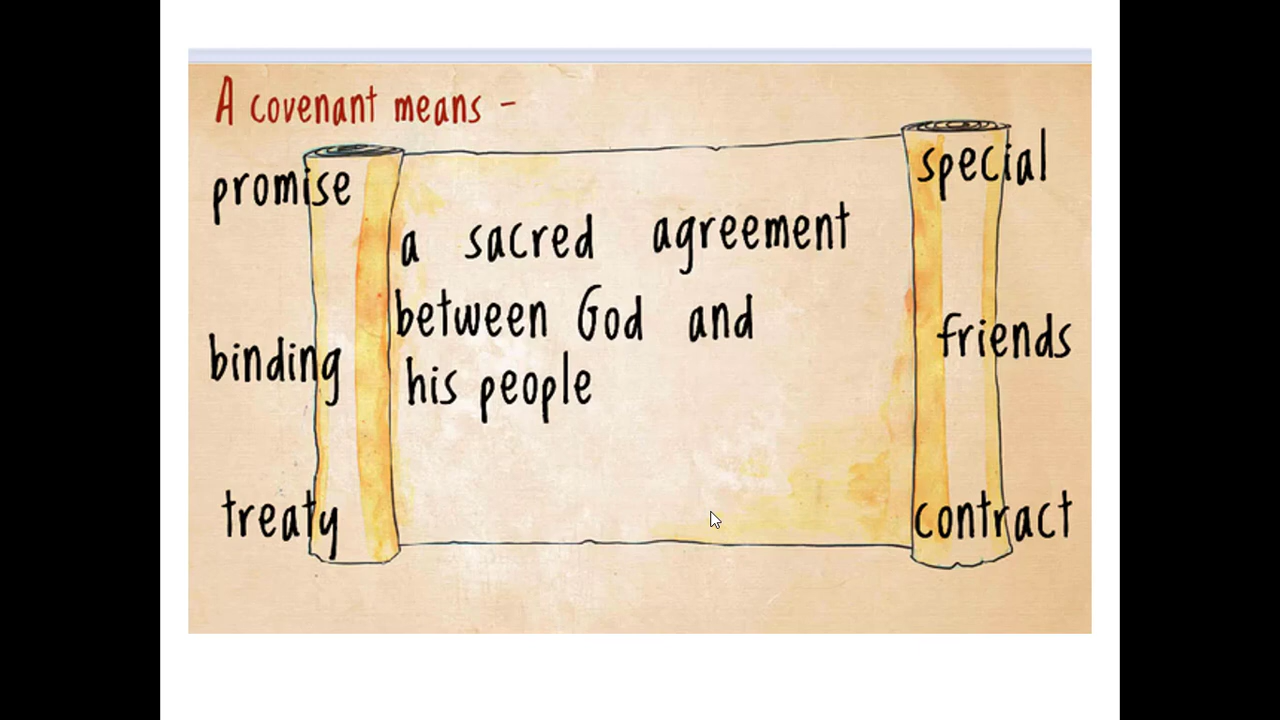 A covenant means -
promise
special
a sacred agreement
between God and
his people
binding
friends
treaty
contract